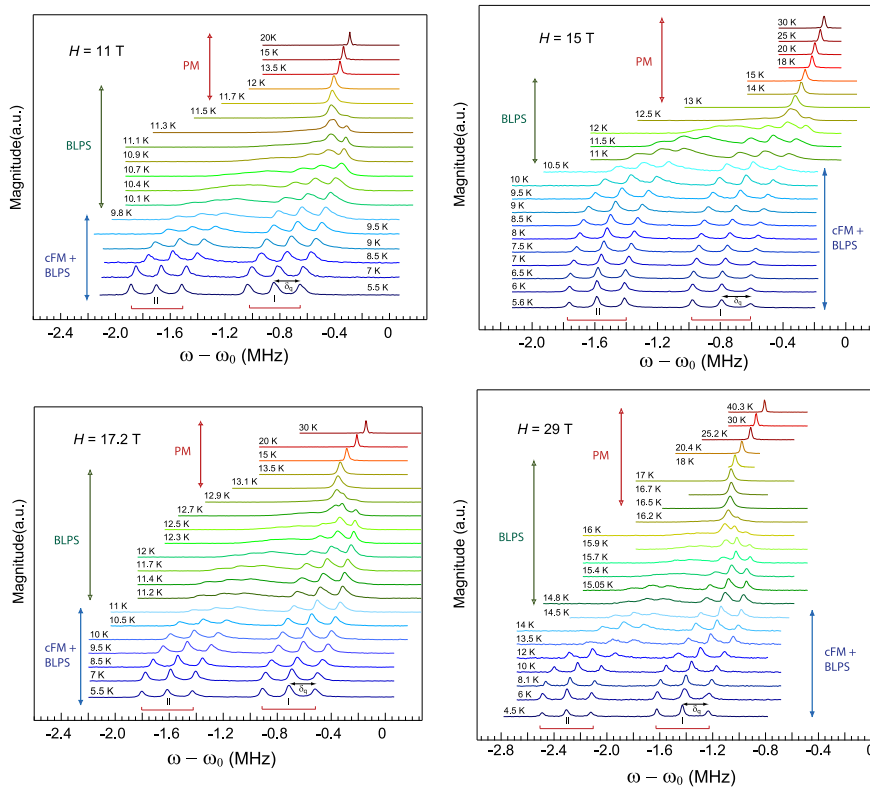 H = 11 T
PM
BLPS
cFM +
BLPS
20K
15 K
13.5 K
12 K
11.7 K
11.5 K
11.3 K
11.1 K
10.9 K
10.7 K
10.4 K
10.1 K
9.8 K
9.5 K
9 K
8.5 K
7 K
5.5 K
δq
II
I
Magnitude(a.u.)
-2.4 -2.0 -1.6 -1.2 -0.8 -0.4 0
ω − ω0 (MHz)
H = 15 T
PM
BLPS
cFM +
BLPS
30 K
25 K
20 K
18 K
15 K
14 K
13 K
12.5 K
12 K
11.5 K
11 K
10.5 K
10 K
9.5 K
9 K
8.5 K
8 K
7.5 K
7 K
6.5 K
6 K
5.6 K
δq
II
I
Magnitude(a.u.)
-2.0 -1.6 -1.2 -0.8 -0.4 0
ω − ω0 (MHz)
H = 17.2 T
PM
BLPS
cFM +
BLPS
30 K
20 K
15 K
13.5 K
13.1 K
12.9 K
12.7 K
12.5 K
12.3 K
12 K
11.7 K
11.4 K
11.2 K
11 K
10.5 K
10 K
9.5 K
8.5 K
7 K
5.5 K
δq
II
I
Magnitude(a.u.)
-2.4 -2.0 -1.6 -1.2 -0.8 -0.4 0
ω − ω0 (MHz)
H = 29 T
PM
BLPS
cFM +
BLPS
40.3 K
30 K
25.2 K
20.4 K
18 K
17 K
16.7 K
16.5 K
16.2 K
16 K
15.9 K
15.7 K
15.4 K
15.05 K
14.8 K
14.5 K
14 K
13.5 K
12 K
10 K
8.1 K
6 K
4.5 K
δq
II
I
Magnitude (a.u.)
-2.8 -2.4 -2.0 -1.6 -1.2 -0.8 -0.4 0
ω − ω0 (MHz)